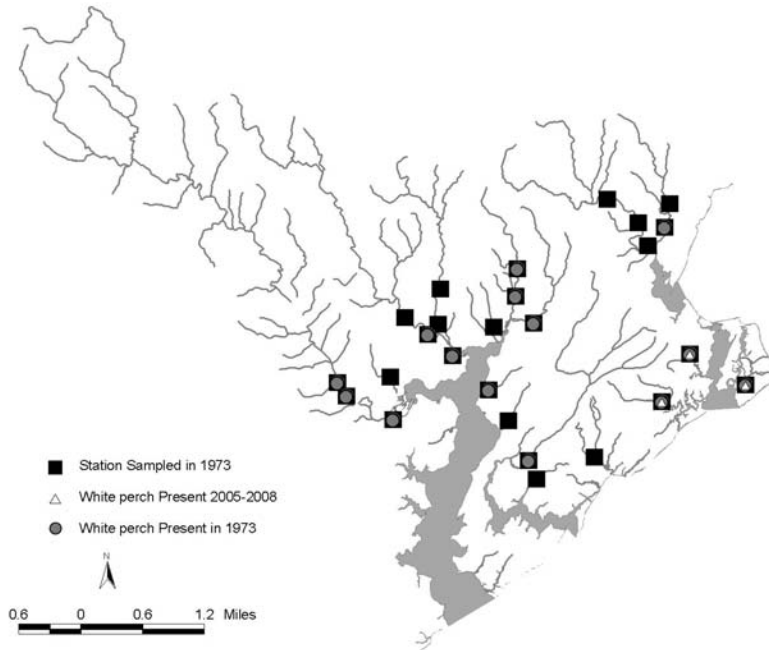 Station Sampled in 1973
White perch Present 2005-2008
White perch Present in 1973
N
0.6 0 0.6 1.2 Miles